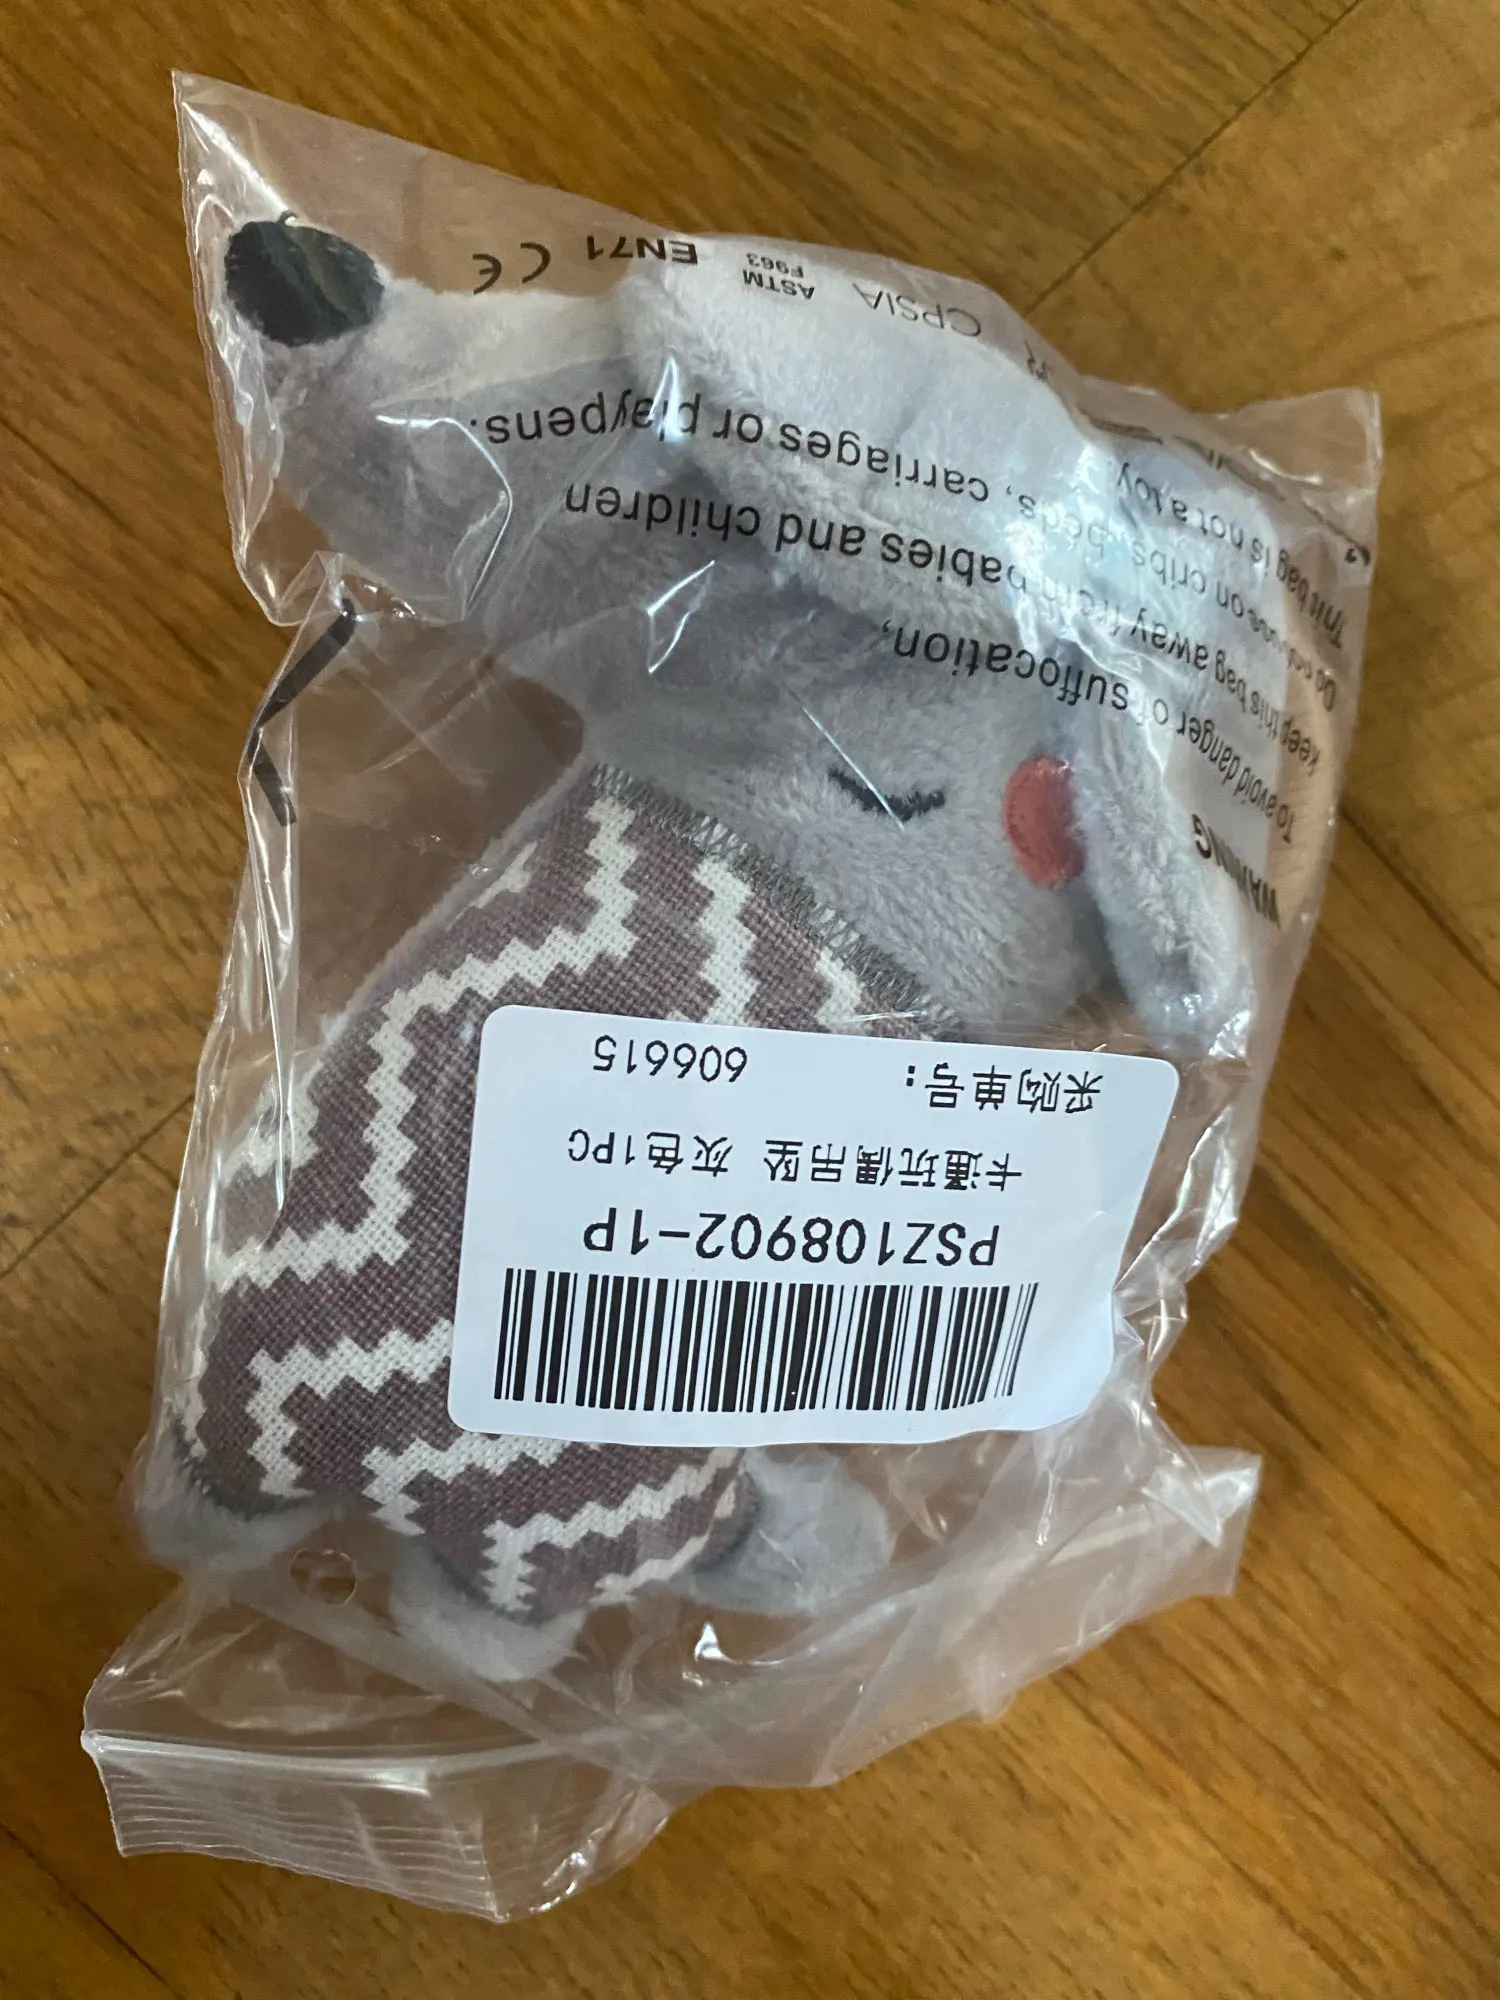 WARNING
To avoid danger of suffocation,
keep this bag away from babies and children
Do not use on cribs, beds, carriages or playpens.
This bag is not a toy.
CPSIA
ASTM
F963
EN71
CE
采购单号: 606615
卡通玩偶吊坠 灰色1PC
PSZ108902-1P